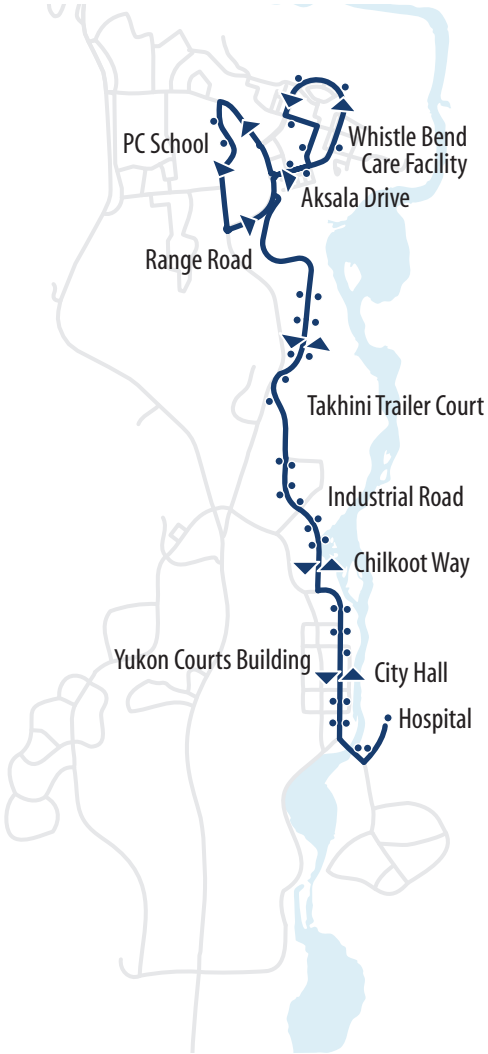 PC School
Whistle Bend
Care Facility
Aksala Drive
Range Road
Takhini Trailer Court
Industrial Road
Chilkoot Way
Yukon Courts Building
City Hall
Hospital